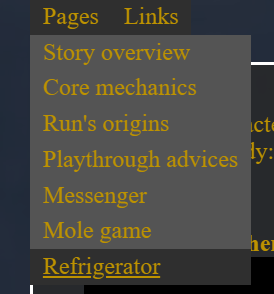 Pages Links
Story overview
Core mechanics
Run's origins
Playthrough advices
Messenger
Mole game
Refrigerator